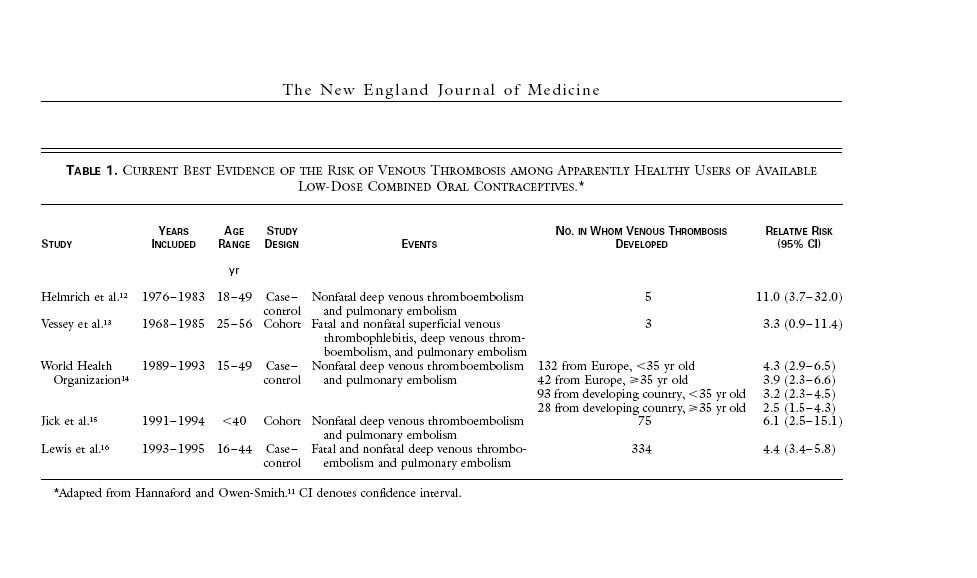 The New England Journal of Medicine
TABLE 1. CURRENT BEST EVIDENCE OF THE RISK OF VENOUS THROMBOSIS AMONG APPARENTLY HEALTHY USERS OF AVAILABLE
LOW-DOSE COMBINED ORAL CONTRACEPTIVES.*
STUDY YEARS INCLUDED AGE RANGE STUDY DESIGN EVENTS NO. IN WHOM VENOUS THROMBOSIS DEVELOPED RELATIVE RISK (95% CI)
yr
Helmrich et al.¹² 1976–1983 18–49 Case– Nonfatal deep venous thromboembolism 5 11.0 (3.7–32.0)
control and pulmonary embolism
Vessey et al.¹³ 1968–1985 25–56 Cohort Fatal and nonfatal superficial venous 3 3.3 (0.9–11.4)
thrombophlebitis, deep venous throm-
boembolism, and pulmonary embolism
World Health 1989–1993 15–49 Case– Nonfatal deep venous thromboembolism 132 from Europe, <35 yr old 4.3 (2.9–6.5)
Organization¹⁴ control and pulmonary embolism 42 from Europe, ≥35 yr old 3.9 (2.3–6.6)
93 from developing country, <35 yr old 3.2 (2.3–4.5)
28 from developing country, ≥35 yr old 2.5 (1.5–4.3)
Jick et al.¹⁵ 1991–1994 <40 Cohort Nonfatal deep venous thromboembolism 75 6.1 (2.5–15.1)
and pulmonary embolism
Lewis et al.¹⁶ 1993–1995 16–44 Case– Fatal and nonfatal deep venous thrombo- 334 4.4 (3.4–5.8)
control embolism and pulmonary embolism
*Adapted from Hannaford and Owen-Smith.¹¹ CI denotes confidence interval.